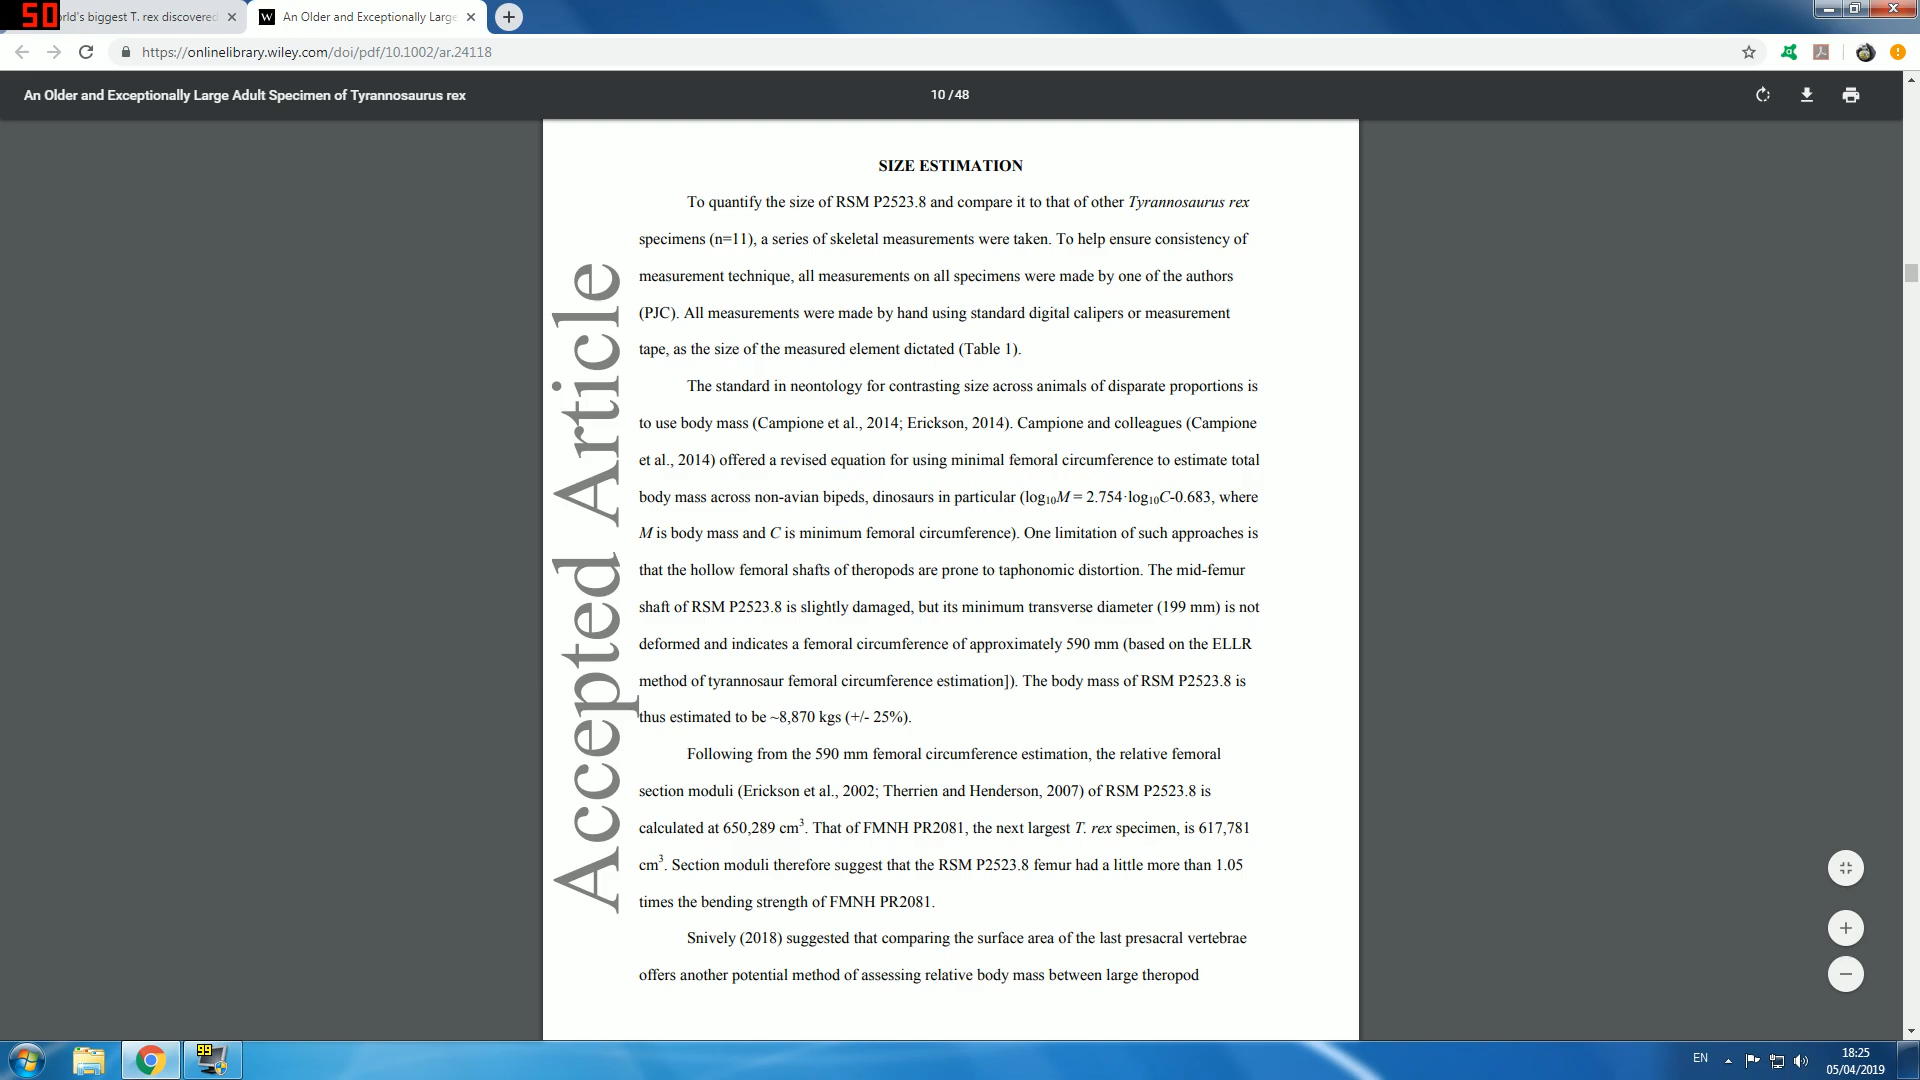 50
orld's biggest T. rex discovered
An Older and Exceptionally Large
https://onlinelibrary.wiley.com/doi/pdf/10.1002/ar.24118
An Older and Exceptionally Large Adult Specimen of Tyrannosaurus rex
10 / 48
Accepted Article
SIZE ESTIMATION
To quantify the size of RSM P2523.8 and compare it to that of other Tyrannosaurus rex
specimens (n=11), a series of skeletal measurements were taken. To help ensure consistency of
measurement technique, all measurements on all specimens were made by one of the authors
(PJC). All measurements were made by hand using standard digital calipers or measurement
tape, as the size of the measured element dictated (Table 1).
The standard in neontology for contrasting size across animals of disparate proportions is
to use body mass (Campione et al., 2014; Erickson, 2014). Campione and colleagues (Campione
et al., 2014) offered a revised equation for using minimal femoral circumference to estimate total
body mass across non-avian bipeds, dinosaurs in particular (log₁₀M = 2.754·log₁₀C-0.683, where
M is body mass and C is minimum femoral circumference). One limitation of such approaches is
that the hollow femoral shafts of theropods are prone to taphonomic distortion. The mid-femur
shaft of RSM P2523.8 is slightly damaged, but its minimum transverse diameter (199 mm) is not
deformed and indicates a femoral circumference of approximately 590 mm (based on the ELLR
method of tyrannosaur femoral circumference estimation]). The body mass of RSM P2523.8 is
thus estimated to be ~8,870 kgs (+/- 25%).
Following from the 590 mm femoral circumference estimation, the relative femoral
section moduli (Erickson et al., 2002; Therrien and Henderson, 2007) of RSM P2523.8 is
calculated at 650,289 cm³. That of FMNH PR2081, the next largest T. rex specimen, is 617,781
cm³. Section moduli therefore suggest that the RSM P2523.8 femur had a little more than 1.05
times the bending strength of FMNH PR2081.
Snively (2018) suggested that comparing the surface area of the last presacral vertebrae
offers another potential method of assessing relative body mass between large theropod
99
EN
18:25
05/04/2019